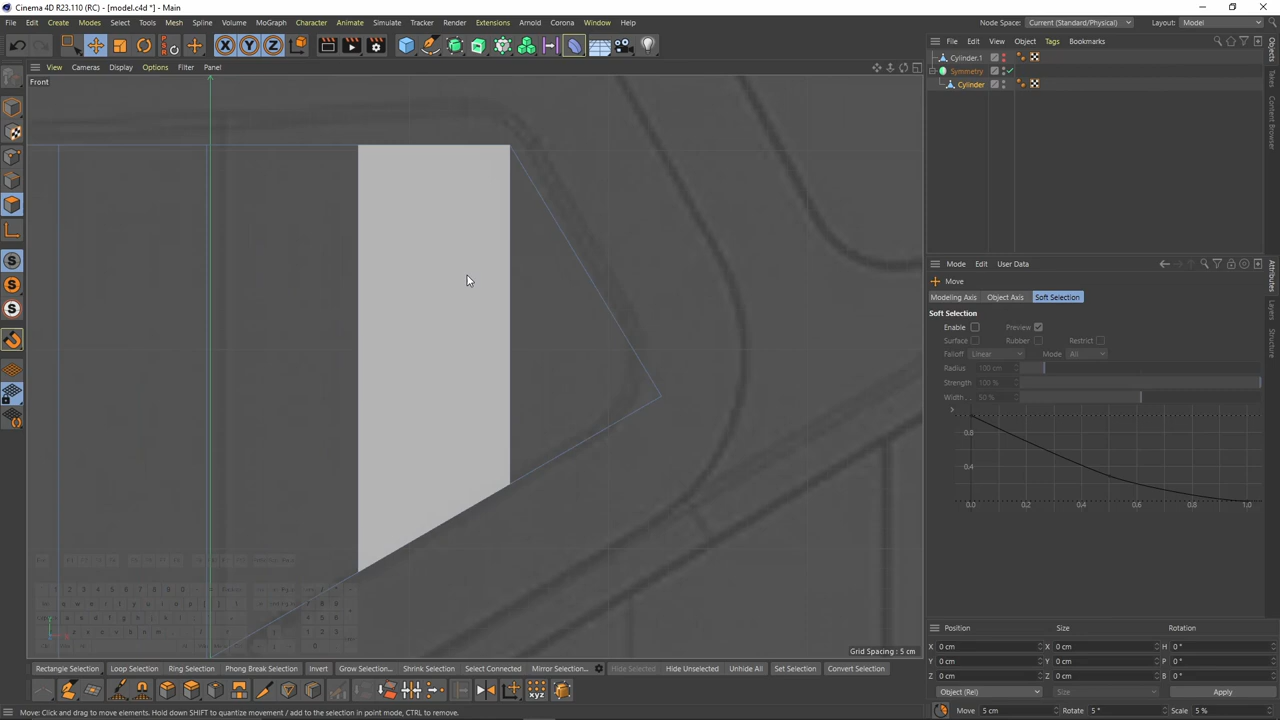 Cinema 4D R23.110 (RC) - [model.c4d *] - Main
File Edit Create Modes Select Tools Mesh Spline Volume MoGraph Character Animate Simulate Tracker Render Extensions Arnold Corona Window Help
Node Space: Current (Standard/Physical) Layout: Model
X Y Z
View Cameras Display Options Filter Panel
Front
File Edit View Object Tags Bookmarks
Cylinder.1
Symmetry
Cylinder
Objects
Takes
Content Browser
Attributes
Layers
Structure
Mode Edit User Data
Move
Modeling Axis Object Axis Soft Selection
Soft Selection
Enable Preview
Surface Rubber Restrict
Falloff Linear Mode All
Radius 100 cm
Strength 100 %
Width . . 50 %
0.8
0.4
0.0 0.2 0.4 0.6 0.8 1.0
Grid Spacing : 5 cm
Position Size Rotation
X 0 cm X 0 cm H 0 °
Y 0 cm Y 0 cm P 0 °
Z 0 cm Z 0 cm B 0 °
Object (Rel) Size Apply
Rectangle Selection Loop Selection Ring Selection Phong Break Selection Invert Grow Selection... Shrink Selection Select Connected Mirror Selection... Hide Selected Hide Unselected Unhide All Set Selection Convert Selection
Move 5 cm Rotate 5 ° Scale 5 %
Move: Click and drag to move elements. Hold down SHIFT to quantize movement / add to the selection in point mode, CTRL to remove.